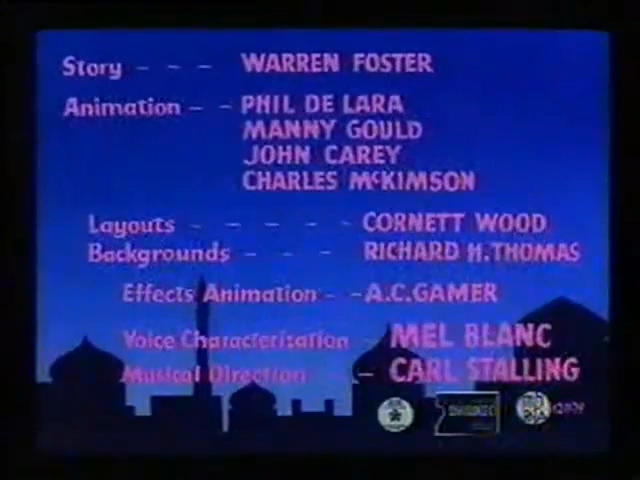 Story - - - WARREN FOSTER
Animation - - PHIL DE LARA
MANNY GOULD
JOHN CAREY
CHARLES McKIMSON
Layouts - - - - - CORNETT WOOD
Backgrounds - - - RICHARD H. THOMAS
Effects Animation - - A.C. GAMER
Voice Characterization - MEL BLANC
Musical Direction - CARL STALLING